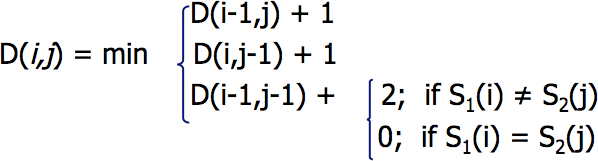 D(i-1,j) + 1
D(i,j) = min D(i,j-1) + 1
D(i-1,j-1) + 2; if S₁(i) ≠ S₂(j)
0; if S₁(i) = S₂(j)